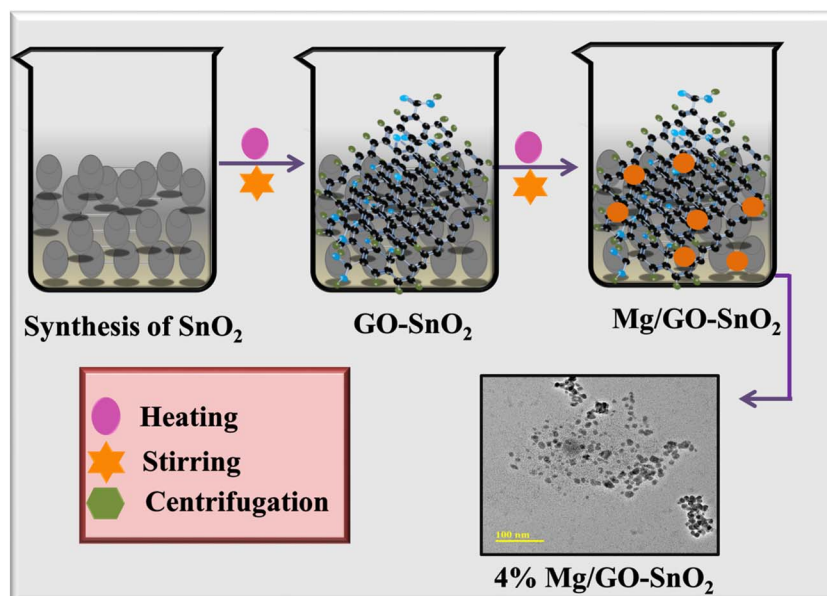 Synthesis of SnO₂
GO-SnO₂
Mg/GO-SnO₂
Heating
Stirring
Centrifugation
100 nm
4% Mg/GO-SnO₂